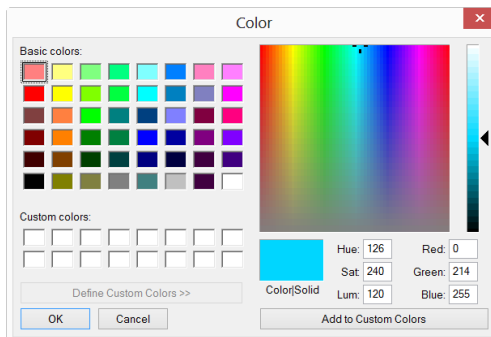 Color
Basic colors:
Custom colors:
Define Custom Colors >>
OK
Cancel
Color|Solid
Hue: 126
Sat: 240
Lum: 120
Red: 0
Green: 214
Blue: 255
Add to Custom Colors